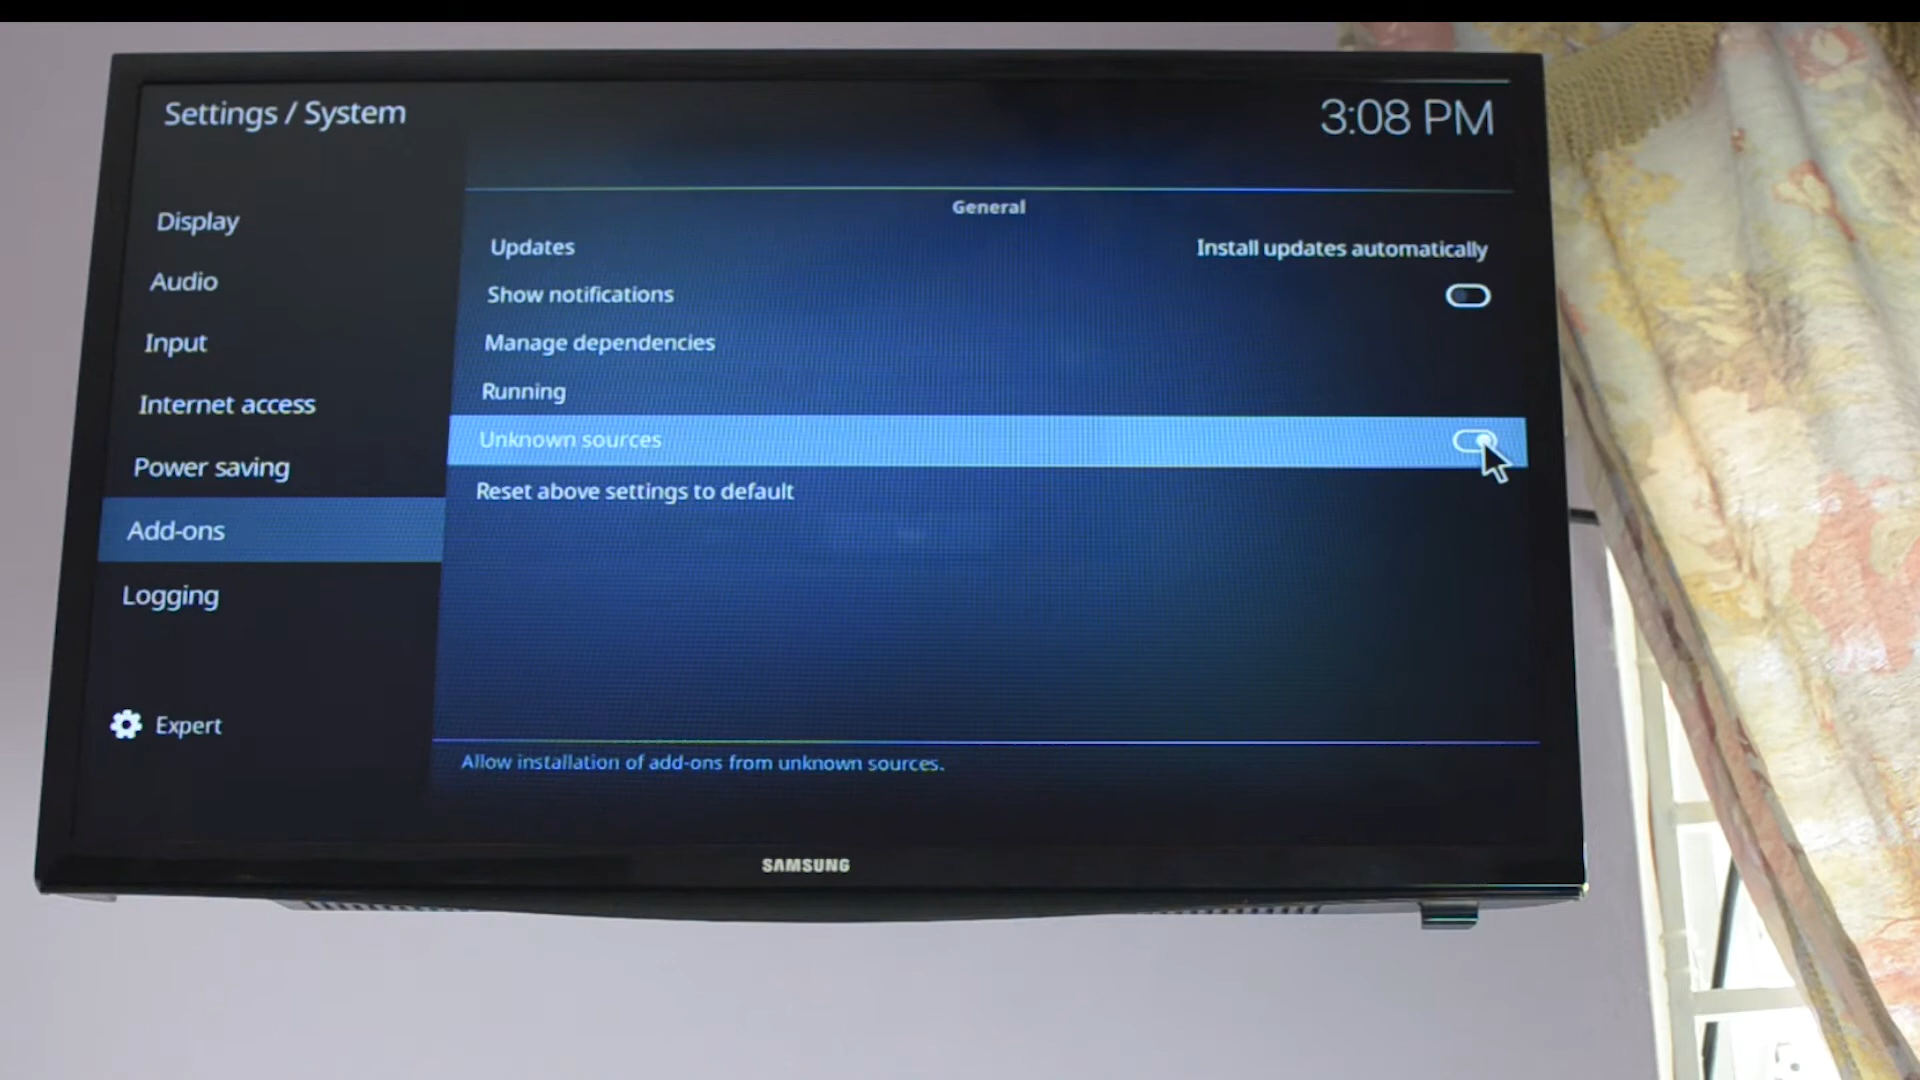 Settings / System
3:08 PM
Display
Audio
Input
Internet access
Power saving
Add-ons
Logging
Expert
General
Updates
Install updates automatically
Show notifications
Manage dependencies
Running
Unknown sources
Reset above settings to default
Allow installation of add-ons from unknown sources.
SAMSUNG